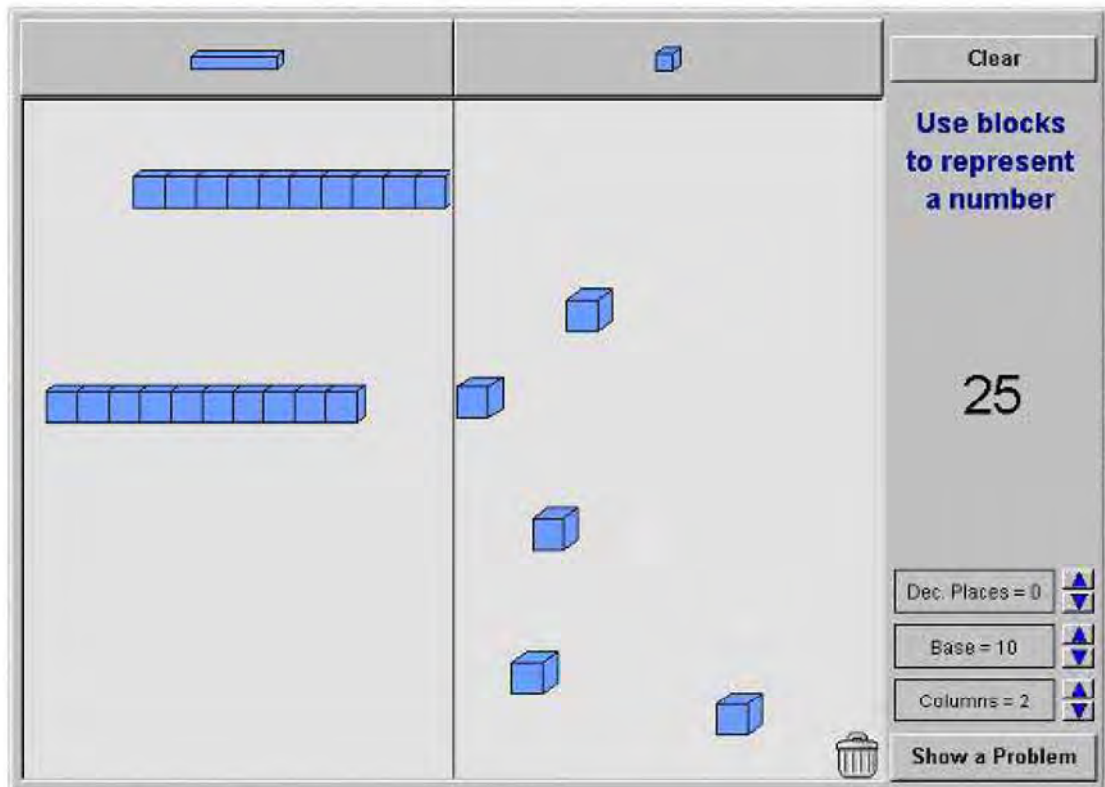 Clear
Use blocks
to represent
a number
25
Dec. Places = 0
Base = 10
Columns = 2
Show a Problem